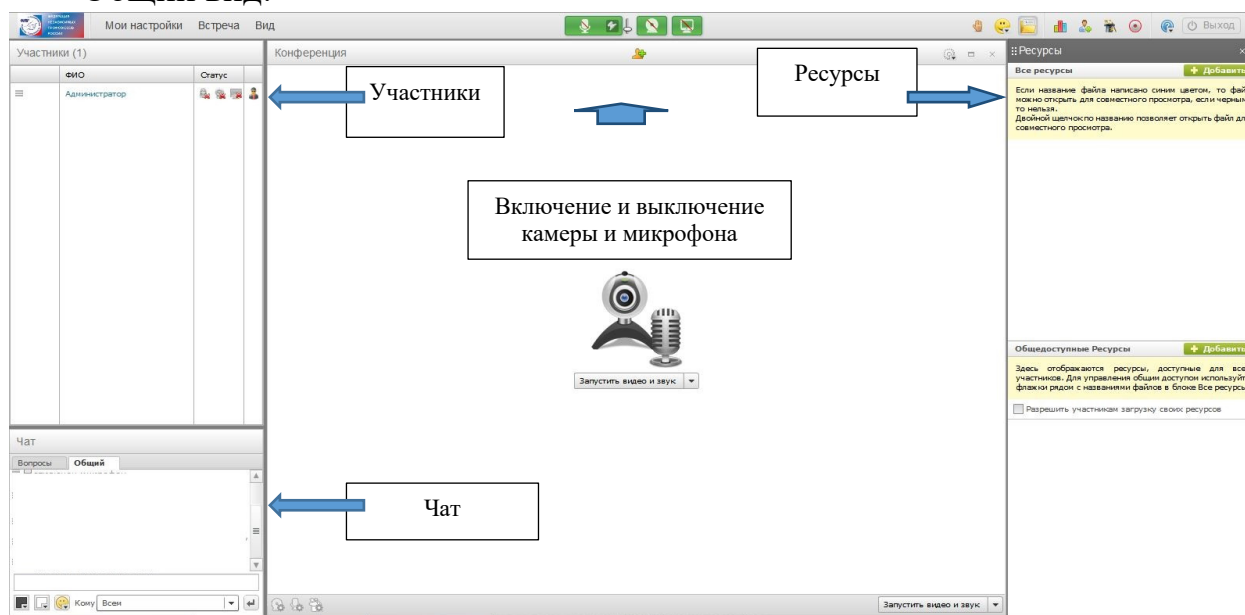 Общий вид:
Мои настройки Встреча Вид
Выход
Участники (1)
ФИО Статус
Администратор
Участники
Конференция
Ресурсы
Включение и выключение
камеры и микрофона
Запустить видео и звук
Ресурсы
Все ресурсы
Добавить
Если название файла написано синим цветом, то фай
можно открыть для совместного просмотра, если черным
то нельзя.
Двойной щелчок по названию позволяет открыть файл дл
совместного просмотра.
Общедоступные Ресурсы
Добавить
Здесь отображаются ресурсы, доступные для все
участников. Для управления общим доступом используйт
флажки рядом с названиями файлов в блоке Все ресурсы
Разрешить участникам загрузку своих ресурсов
Чат
Вопросы Общий
Чат
Кому Всем
Запустить видео и звук